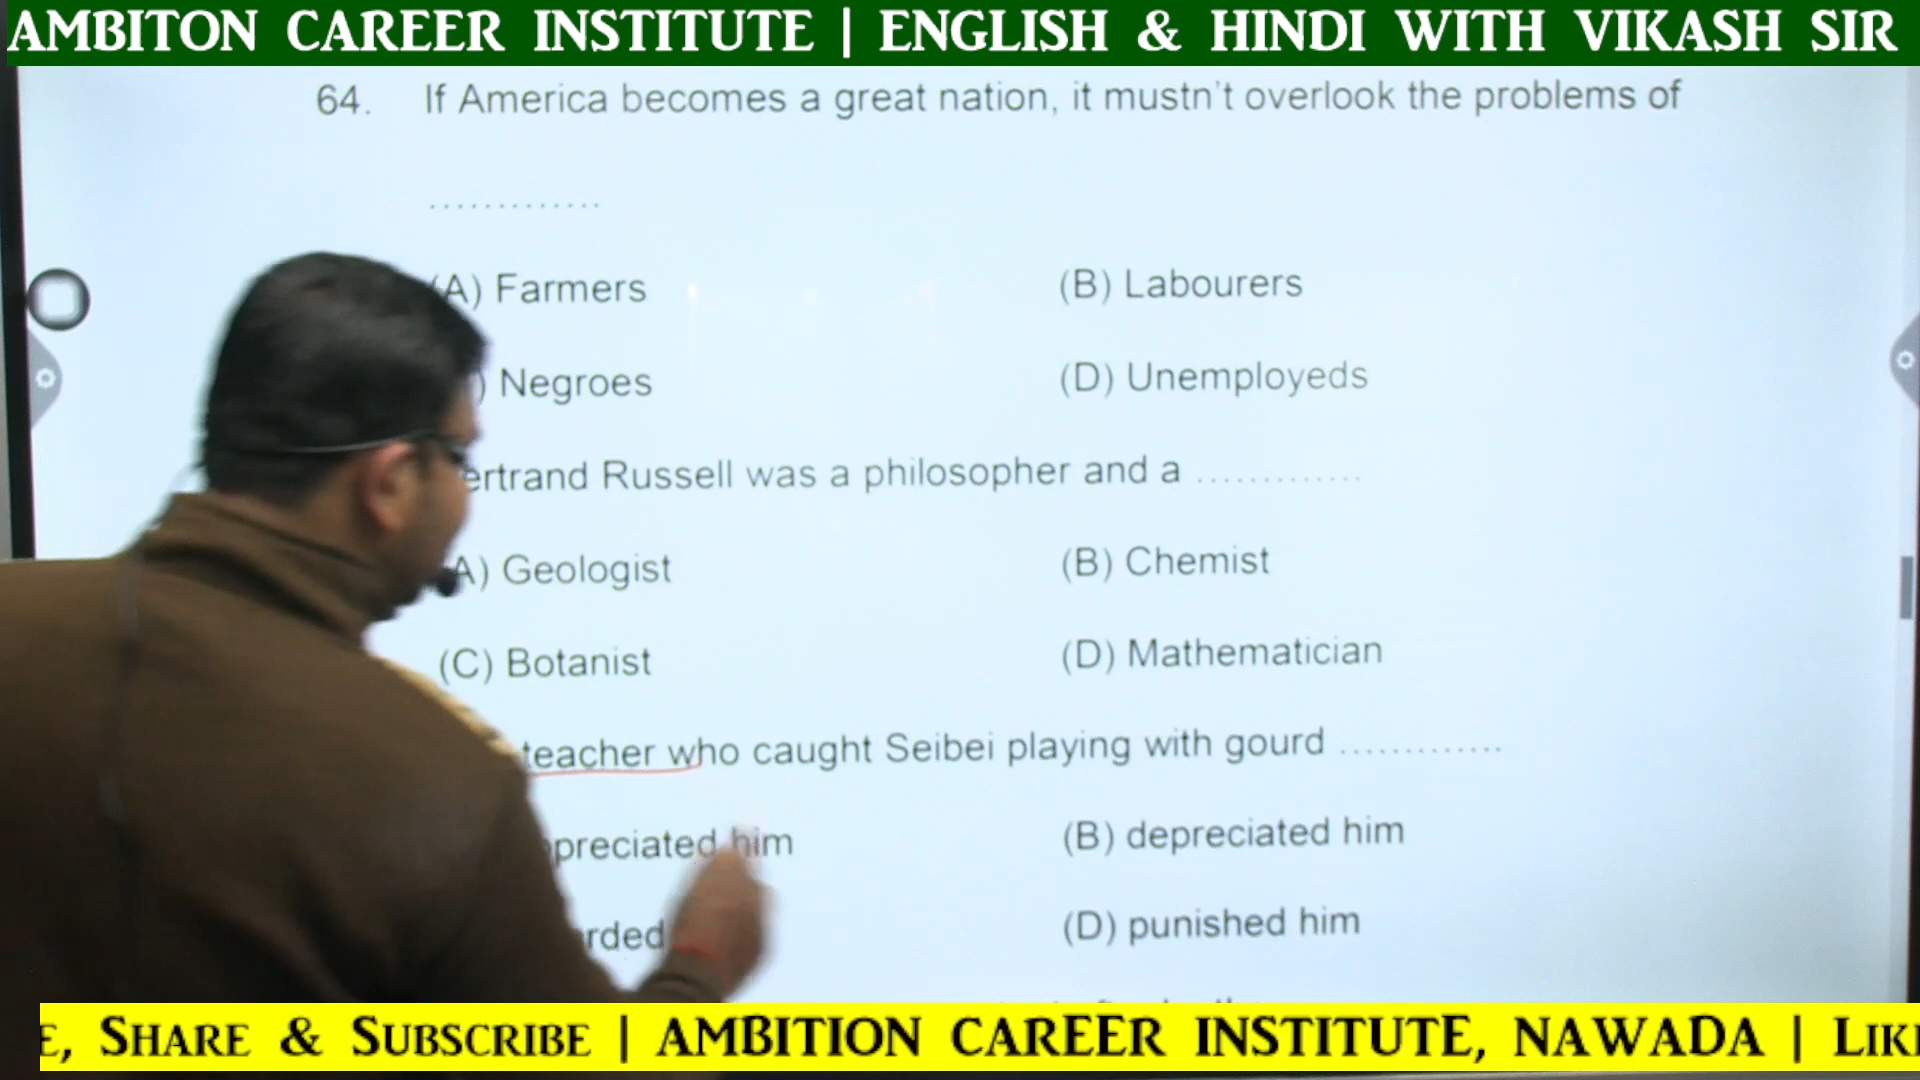 AMBITON CAREER INSTITUTE | ENGLISH & HINDI WITH VIKASH SIR
64. If America becomes a great nation, it mustn't overlook the problems of
.............
(A) Farmers (B) Labourers
) Negroes (D) Unemployeds
ertrand Russell was a philosopher and a .............
A) Geologist (B) Chemist
(C) Botanist (D) Mathematician
teacher who caught Seibei playing with gourd .............
preciated him (B) depreciated him
rded (D) punished him
E, SHARE & SUBSCRIBE | AMBITION CAREER INSTITUTE, NAWADA | LIK